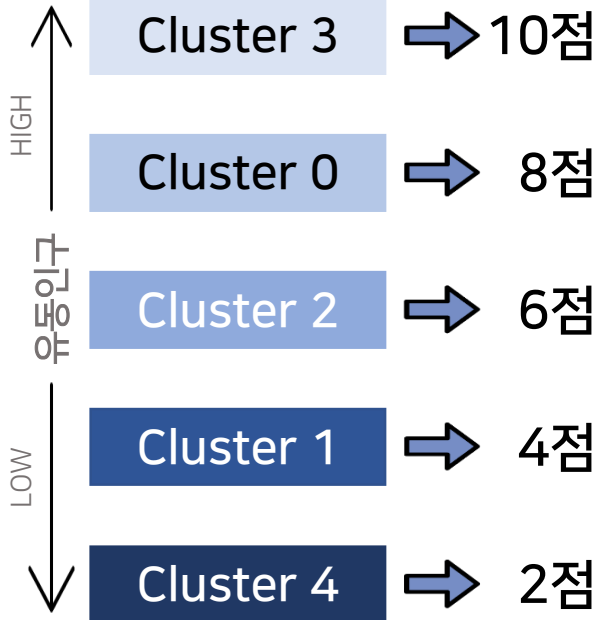 Cluster 3 10점
HIGH
Cluster 0 8점
유동인구
Cluster 2 6점
Cluster 1 4점
LOW
Cluster 4 2점